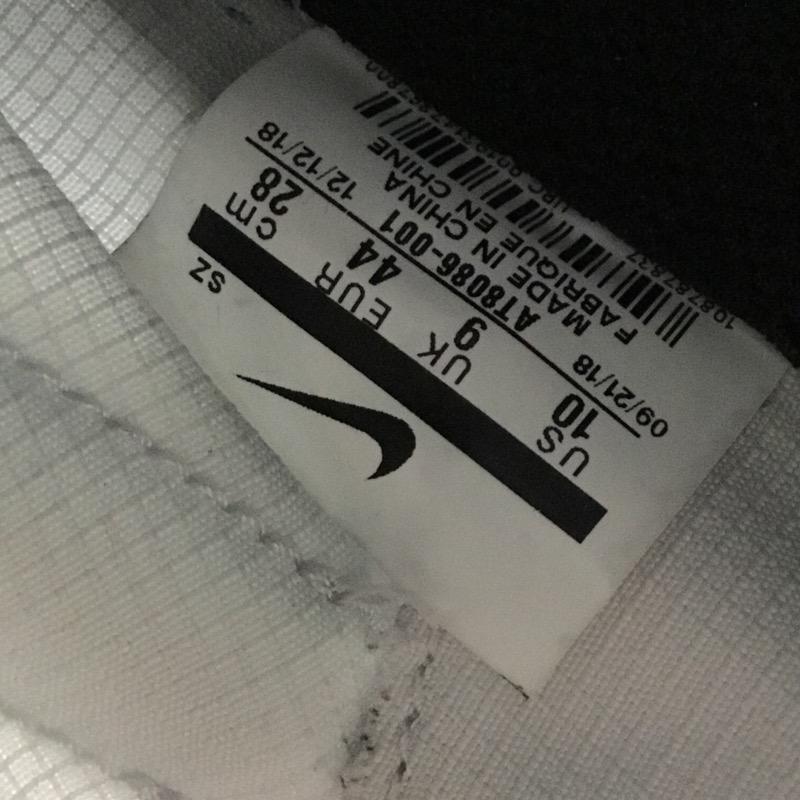 SZ
US UK EUR cm
10 9 44 28
09/21/18 12/12/18
AT8086-001
MADE IN CHINA
FABRIQUE EN CHINE